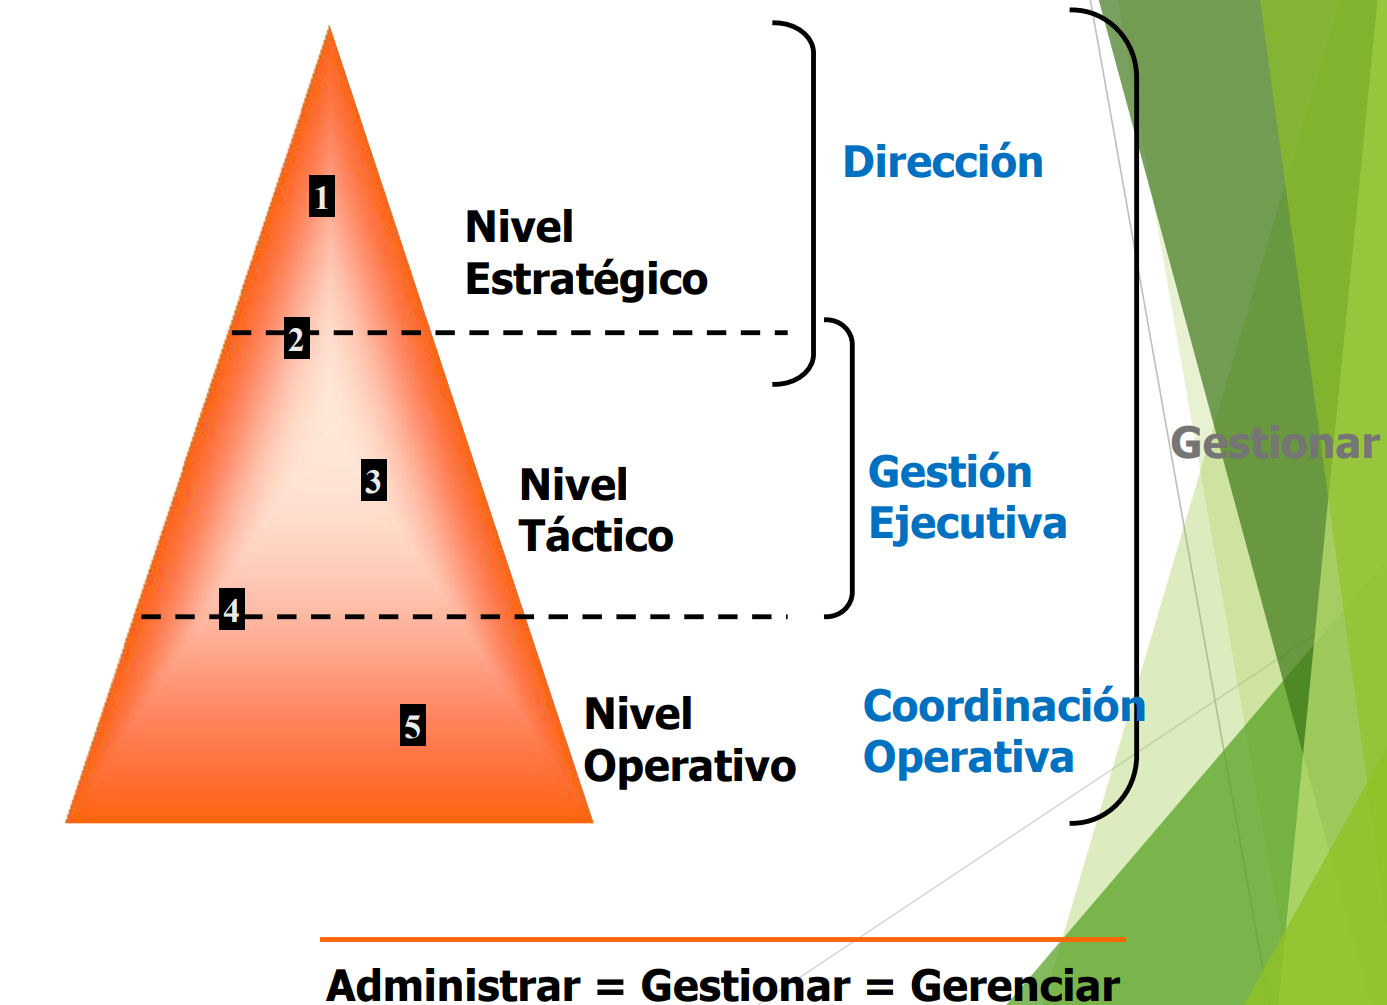 1
Dirección
Nivel
Estratégico
2
Gestionar
3
Nivel
Táctico
Gestión
Ejecutiva
4
5
Nivel
Operativo
Coordinación
Operativa
Administrar = Gestionar = Gerenciar